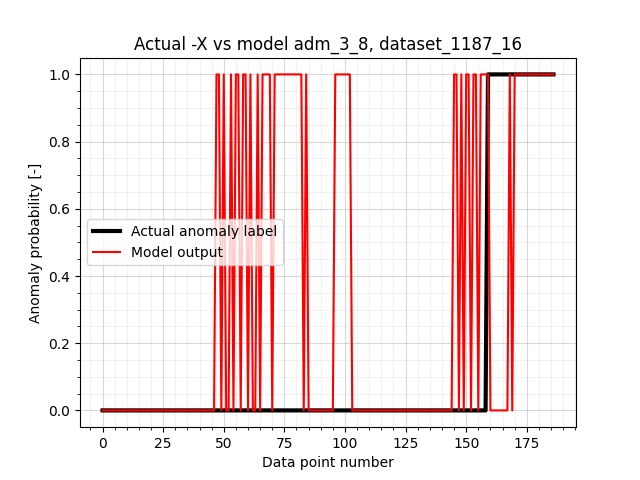 Actual -X vs model adm_3_8, dataset_1187_16
Anomaly probability [-]
1.0
0.8
0.6
0.4
0.2
0.0
Actual anomaly label
Model output
0 25 50 75 100 125 150 175
Data point number